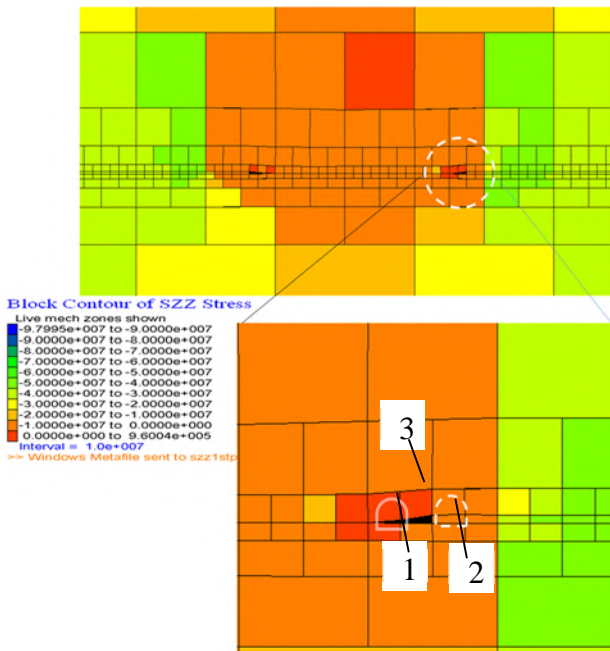 Block Contour of SZZ Stress
Live mech zones shown
-9.7995e+007 to -9.0000e+007
-9.0000e+007 to -8.0000e+007
-8.0000e+007 to -7.0000e+007
-7.0000e+007 to -6.0000e+007
-6.0000e+007 to -5.0000e+007
-5.0000e+007 to -4.0000e+007
-4.0000e+007 to -3.0000e+007
-3.0000e+007 to -2.0000e+007
-2.0000e+007 to -1.0000e+007
-1.0000e+007 to 0.0000e+000
0.0000e+000 to 9.6004e+005
Interval = 1.0e+007
>> Windows Metafile sent to szz1stp
3
1
2